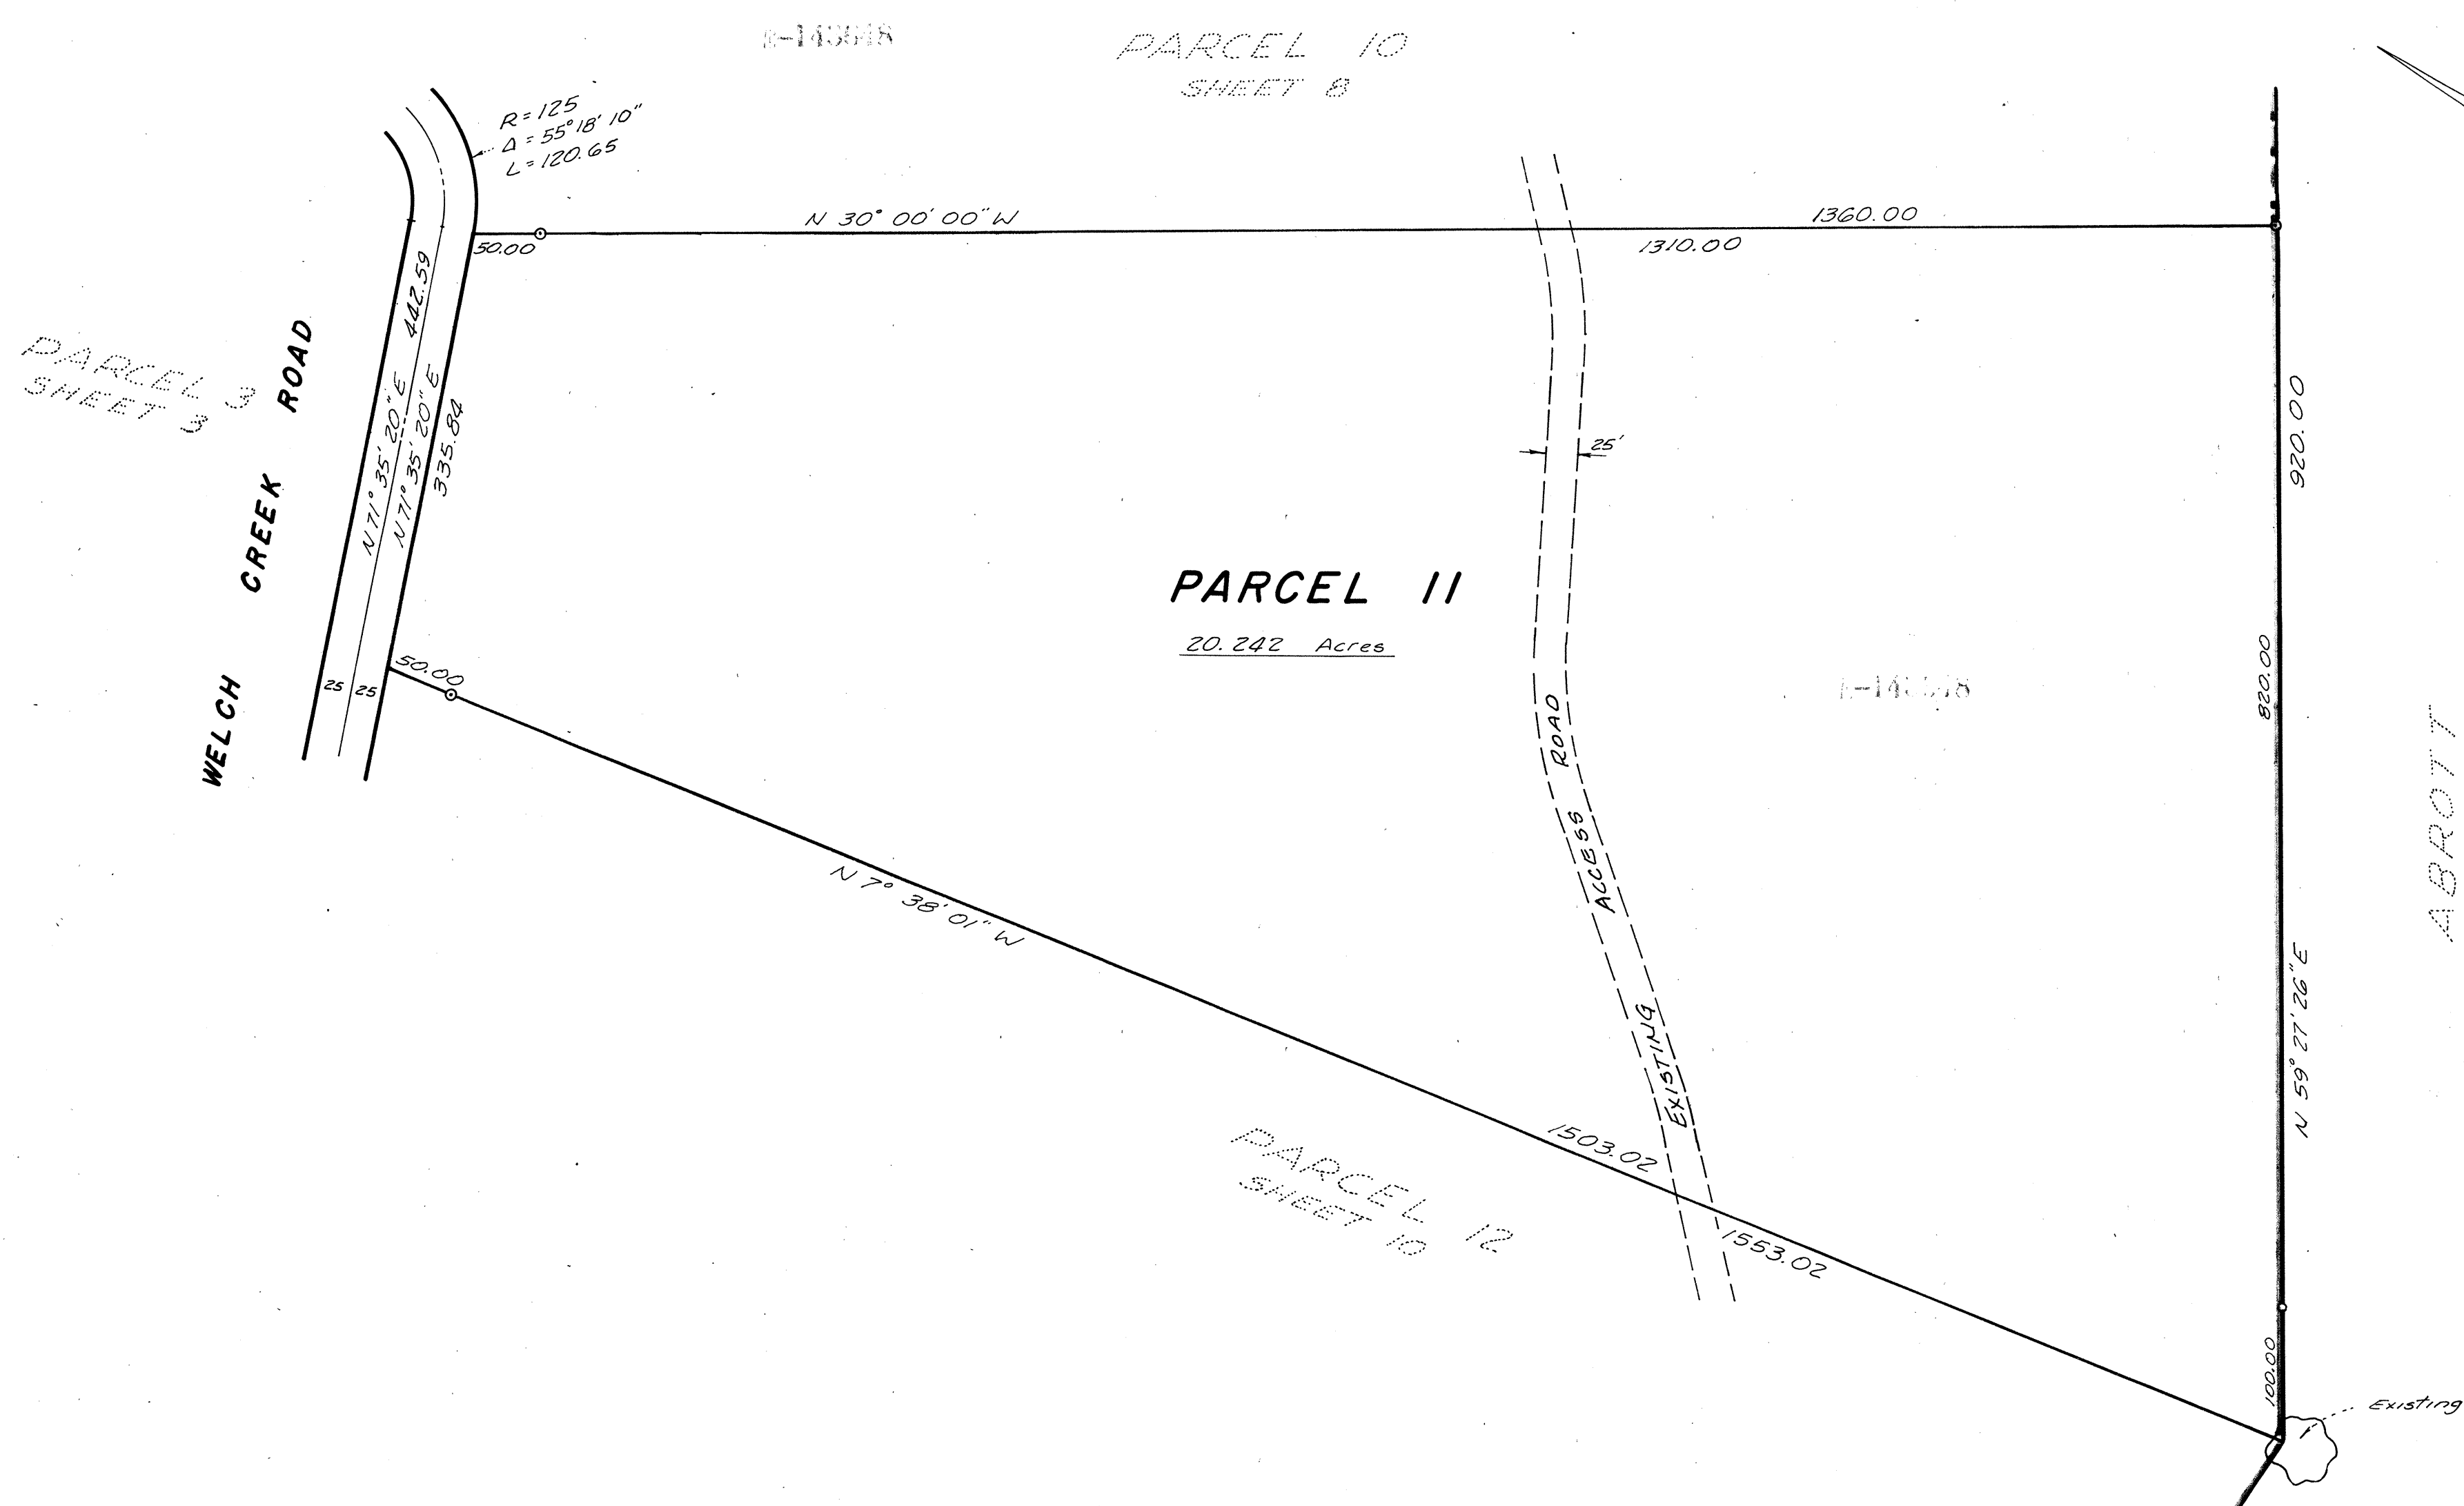 PARCEL 10
SHEET 8
R=125
Δ=55°18'10"
L=120.65
N 30° 00' 00" W
1360.00
50.00
1310.00
PARCEL 3
SHEET 3
WELCH CREEK ROAD
N 71° 35' 20" E 442.59
N 71° 35' 20" E
335.84
25'
920.00
PARCEL 11
20.242 Acres
50.00
25 25
820.00
ABROTT
EXISTING ACCESS ROAD
N 7° 38' 01" W
N 59° 27' 26" E
1503.02
PARCEL 12
SHEET 10
1553.02
100.00
Existing